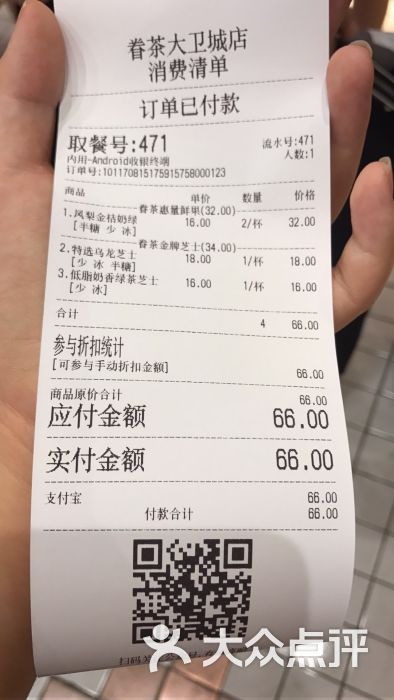 眷茶大卫城店
消费清单
订单已付款
取餐号:471
流水号:471
内用-Android收银终端
人数:1
订单号:101170815175915758000123
商品 单价 数量 价格
眷茶惠量鲜果(32.00)
1.凤梨金桔奶绿 16.00 2/杯 32.00
[半糖 少 冰]
眷茶金牌芝士(34.00)
2.特选乌龙芝士 18.00 1/杯 18.00
[少 冰 半糖]
3.低脂奶香绿茶芝士 16.00 1/杯 16.00
[少 冰]
合计 4 66.00
参与折扣统计
[可参与手动折扣金额] 66.00
商品原价合计 66.00
应付金额 66.00
实付金额 66.00
支付宝 66.00
付款合计 66.00
大众点评
扫码